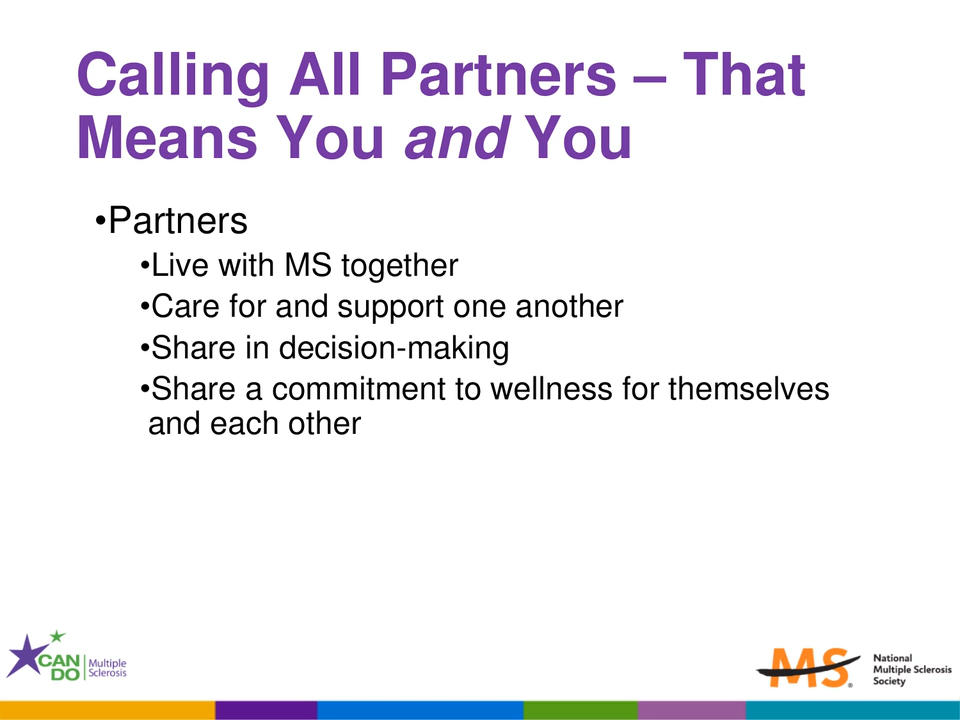 Calling All Partners – That
Means You and You
•Partners
•Live with MS together
•Care for and support one another
•Share in decision-making
•Share a commitment to wellness for themselves
and each other
CAN
DO
Multiple
Sclerosis
MS®
National
Multiple Sclerosis
Society